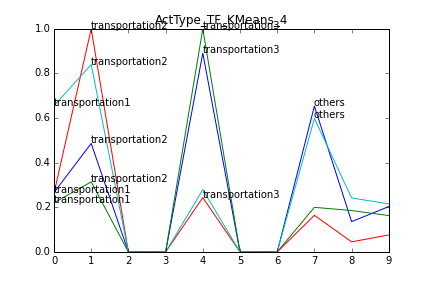 ActType_TF_KMeans_4
1.0
transportation2
transportation3
transportation3
transportation2
0.8
transportation1
others
0.6
others
transportation2
0.4
transportation2
transportation1
transportation3
transportation1
0.2
0.0
0 1 2 3 4 5 6 7 8 9